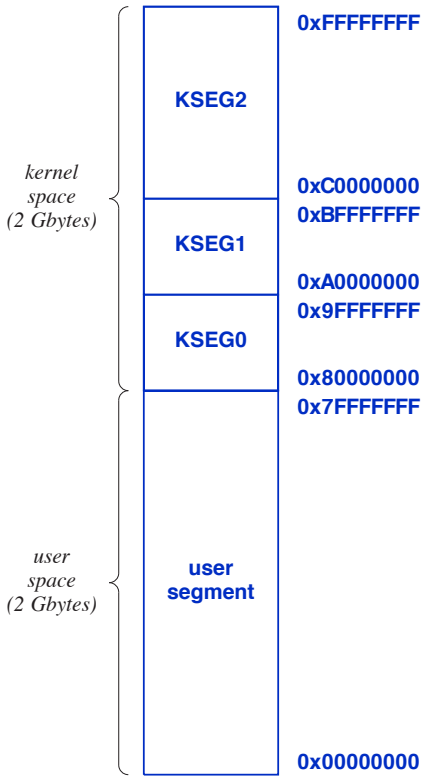 0xFFFFFFFF
KSEG2
kernel
space
(2 Gbytes)
0xC0000000
0xBFFFFFFF
KSEG1
0xA0000000
0x9FFFFFFF
KSEG0
0x80000000
0x7FFFFFFF
user
space
(2 Gbytes)
user
segment
0x00000000